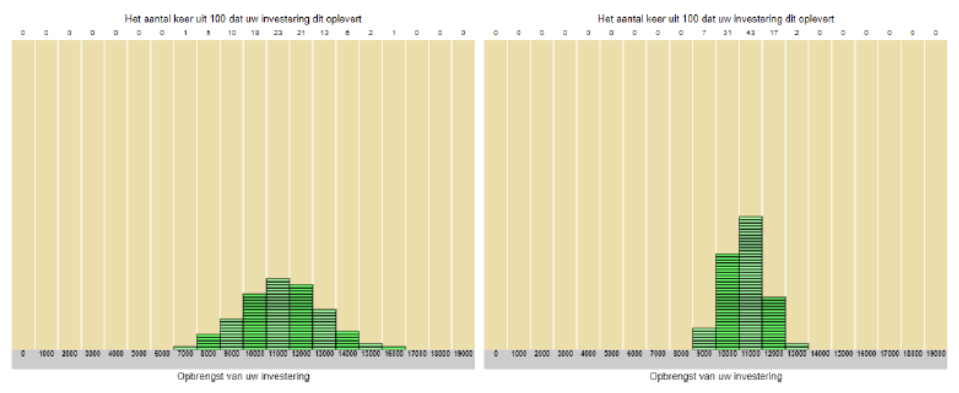 Het aantal keer uit 100 dat uw investering dit oplevert
0 0 0 0 0 0 0 1 5 10 18 23 21 13 6 2 1 0 0 0
0 1000 2000 3000 4000 5000 6000 7000 8000 9000 10000 11000 12000 13000 14000 15000 16000 17000 18000 19000
Opbrengst van uw investering
Het aantal keer uit 100 dat uw investering dit oplevert
0 0 0 0 0 0 0 0 0 7 31 43 17 2 0 0 0 0 0 0
0 1000 2000 3000 4000 5000 6000 7000 8000 9000 10000 11000 12000 13000 14000 15000 16000 17000 18000 19000
Opbrengst van uw investering